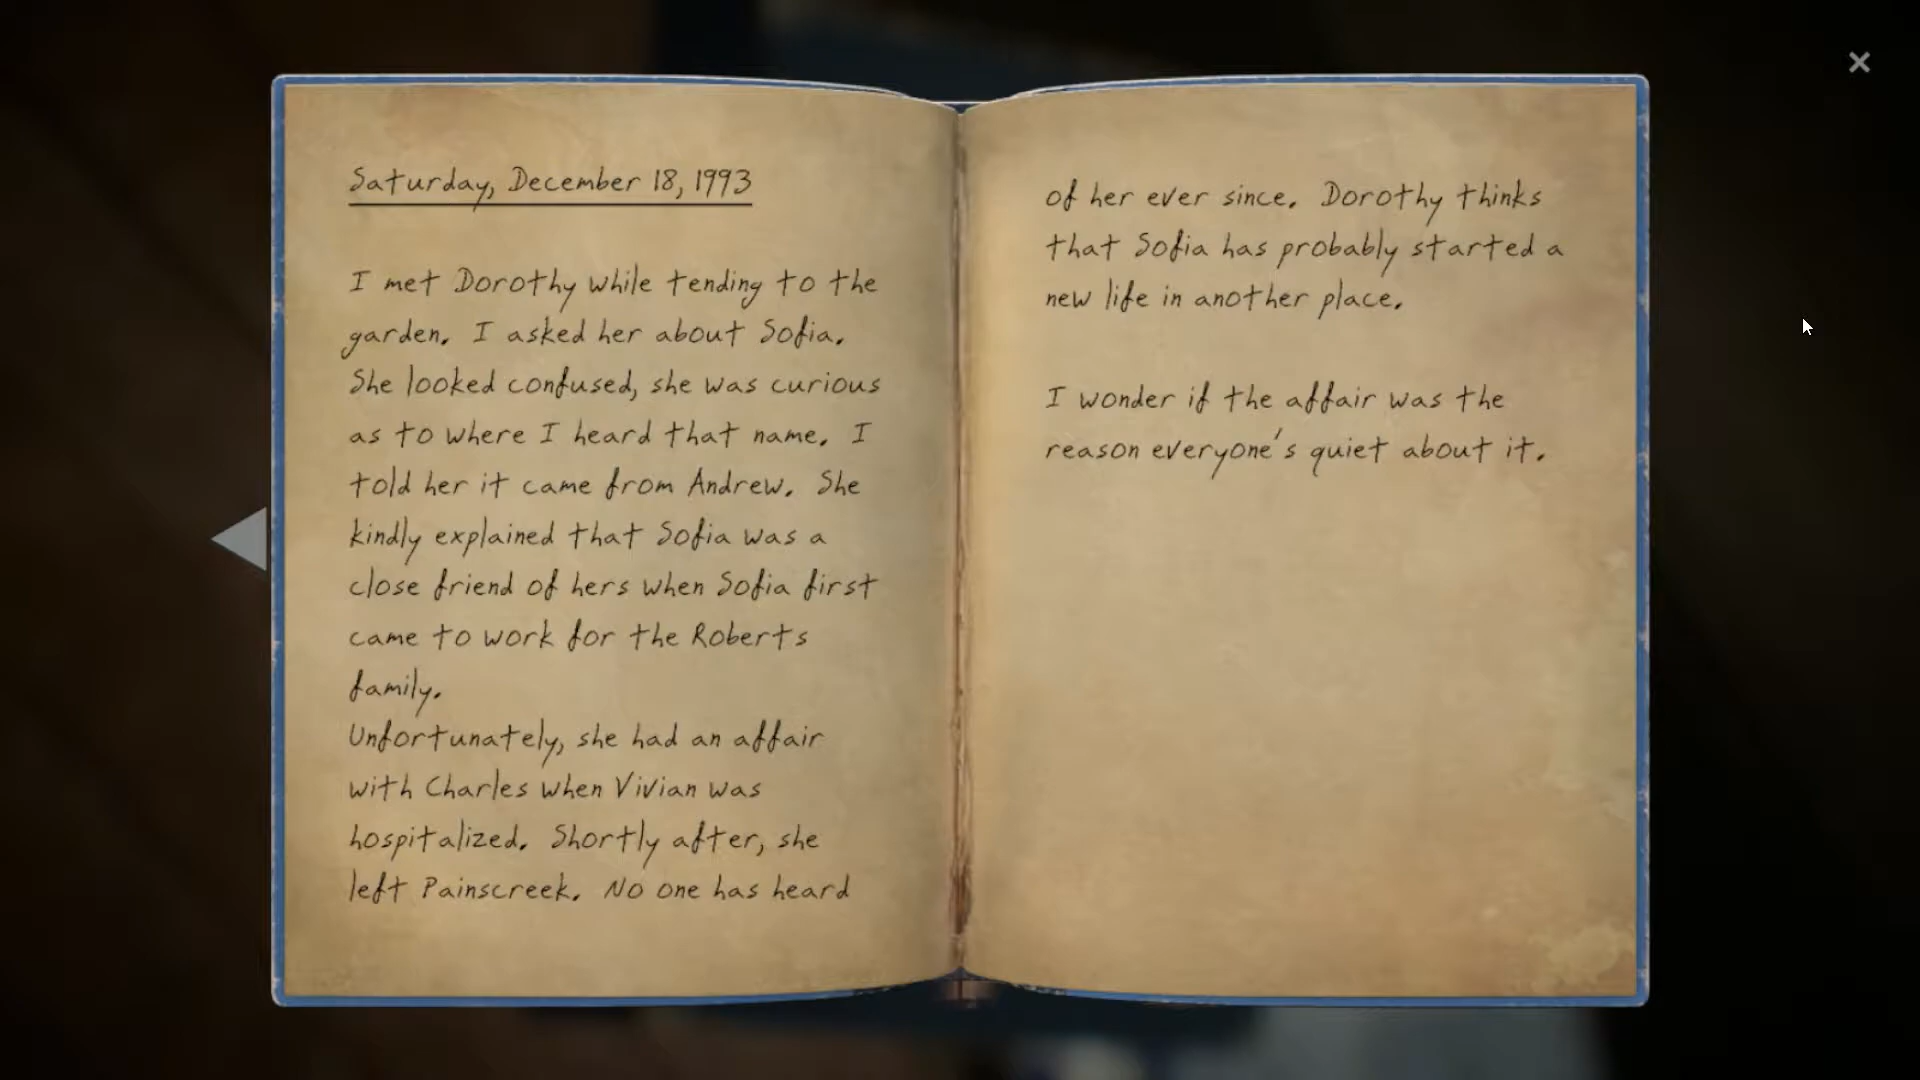 Saturday, December 18, 1993
I met Dorothy while tending to the
garden. I asked her about Sofia.
She looked confused, she was curious
as to where I heard that name. I
told her it came from Andrew. She
kindly explained that Sofia was a
close friend of hers when Sofia first
came to work for the Roberts
family.
Unfortunately, she had an affair
with Charles when Vivian was
hospitalized. Shortly after, she
left Painscreek. No one has heard
of her ever since. Dorothy thinks
that Sofia has probably started a
new life in another place.
I wonder if the affair was the
reason everyone's quiet about it.